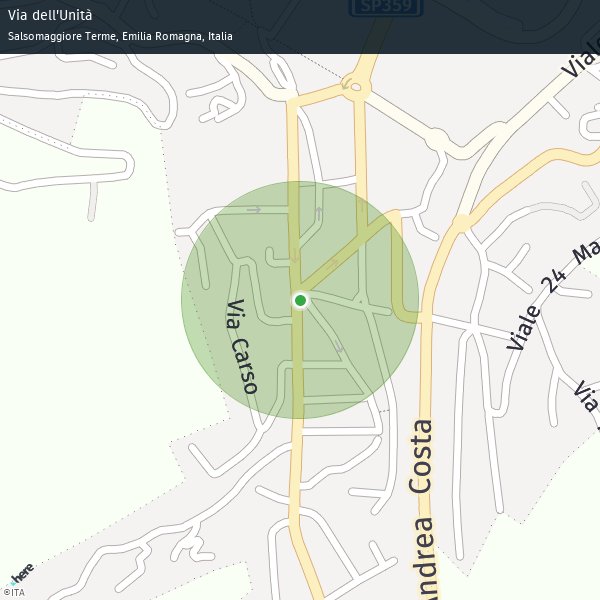 Via dell'Unità
Salsomaggiore Terme, Emilia Romagna, Italia
SP359
Viale
Viale 24 Ma
Via Carso
Via
Andrea Costa
here
©ITA